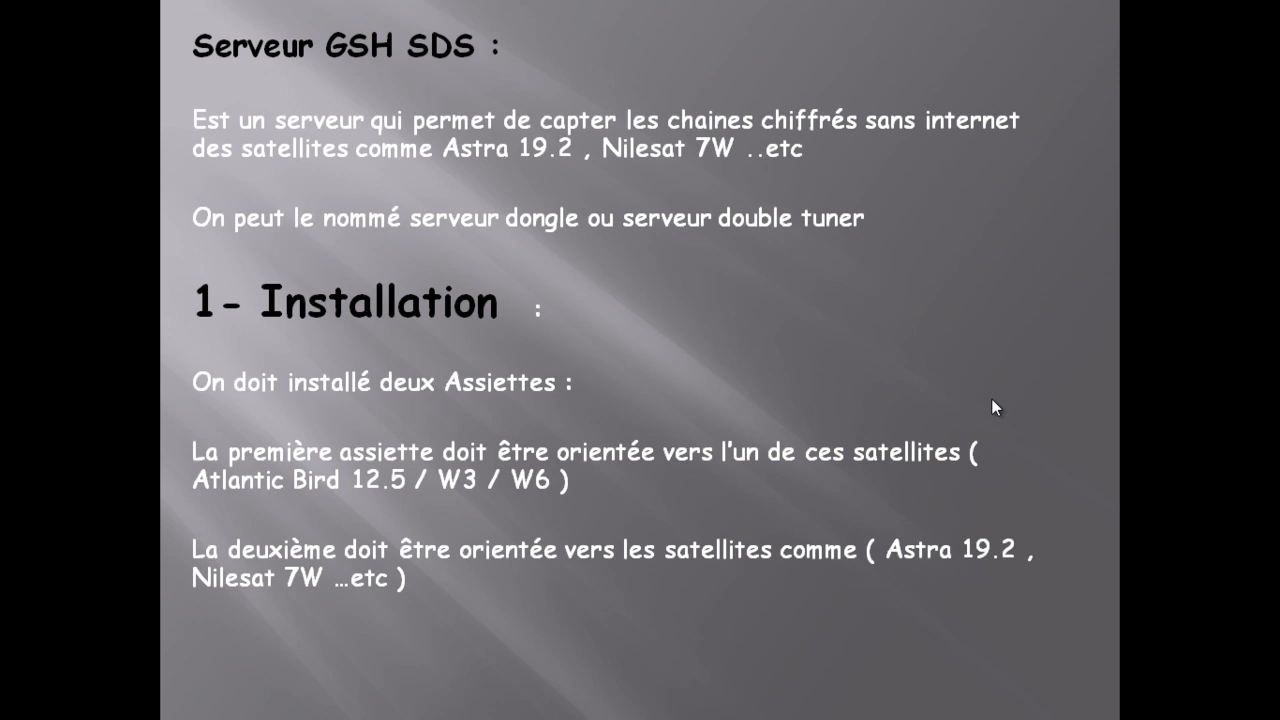 Serveur GSH SDS :
Est un serveur qui permet de capter les chaines chiffrés sans internet
des satellites comme Astra 19.2 , Nilesat 7W ..etc
On peut le nommé serveur dongle ou serveur double tuner
1- Installation :
On doit installé deux Assiettes :
La première assiette doit être orientée vers l'un de ces satellites (
Atlantic Bird 12.5 / W3 / W6 )
La deuxième doit être orientée vers les satellites comme ( Astra 19.2 ,
Nilesat 7W …etc )